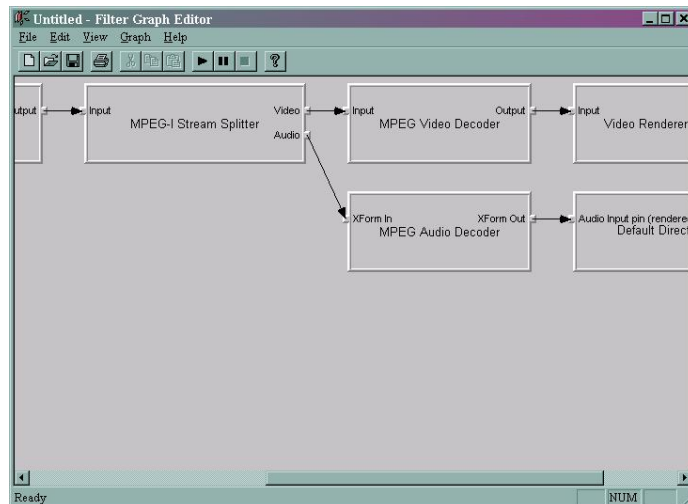 Untitled - Filter Graph Editor
File Edit View Graph Help
utput Input Video Input Output Input
MPEG-I Stream Splitter MPEG Video Decoder Video Renderer
Audio
XForm In XForm Out Audio Input pin (rendere
MPEG Audio Decoder Default Direct
Ready NUM